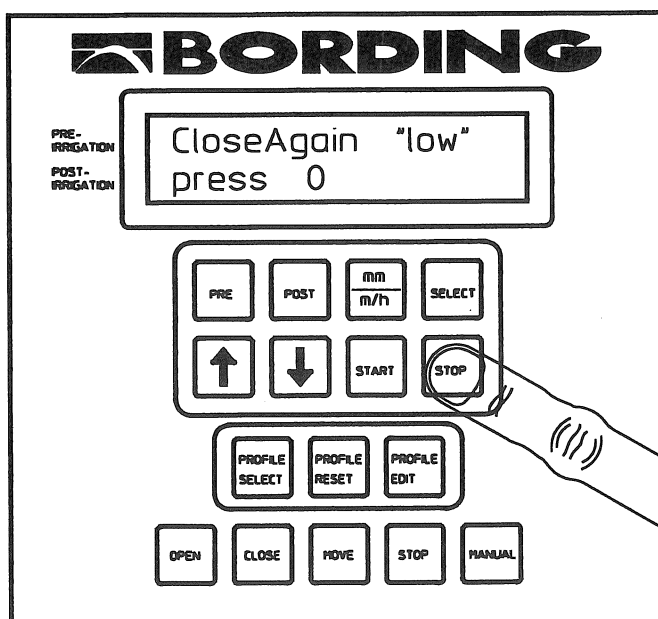 BORDING
PRE-
IRRIGATION
POST-
IRRIGATION
CloseAgain "low"
press 0
PRE
POST
mm
m/h
SELECT
START
STOP
PROFILE
SELECT
PROFILE
RESET
PROFILE
EDIT
OPEN
CLOSE
MOVE
STOP
MANUAL